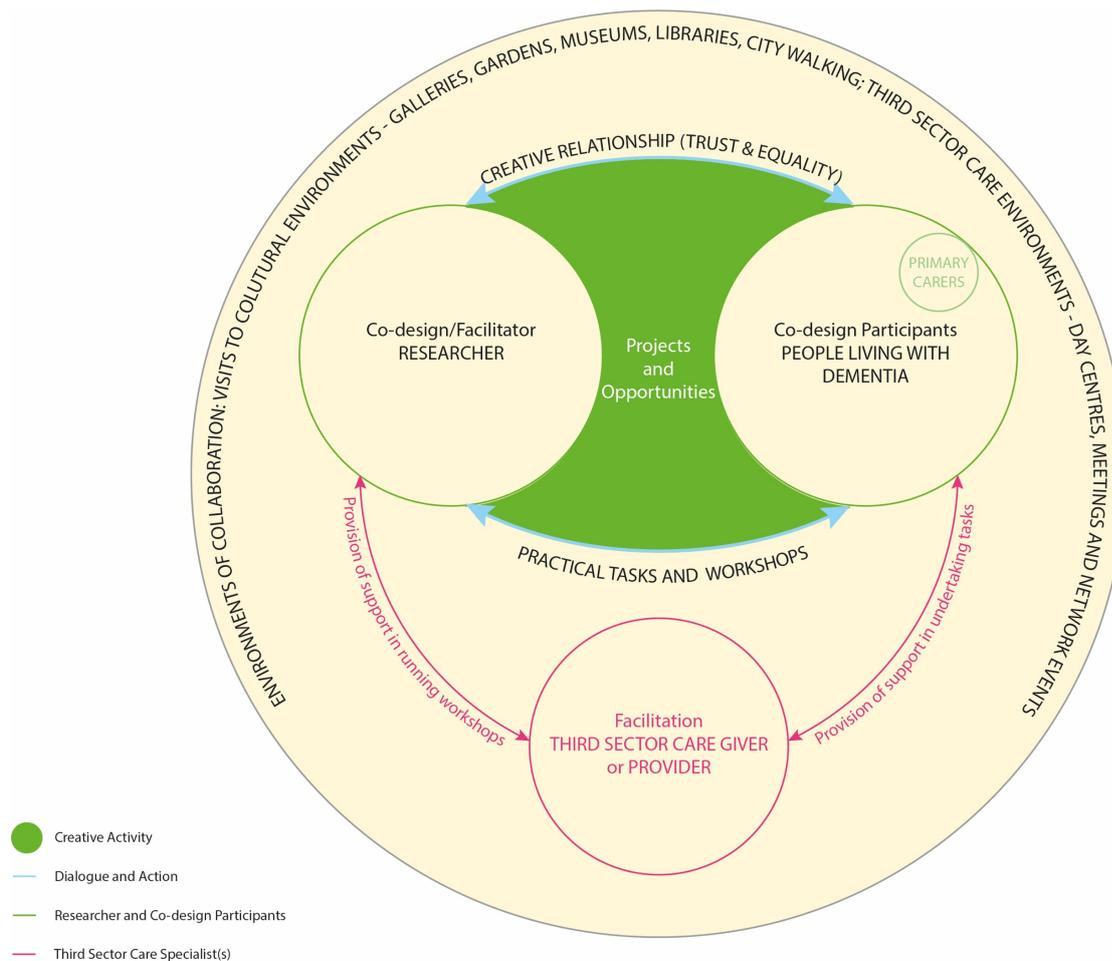 ENVIRONMENTS OF COLLABORATION: VISITS TO COLUTURAL ENVIRONMENTS - GALLERIES, GARDENS, MUSEUMS, LIBRARIES, CITY WALKING; THIRD SECTOR CARE ENVIRONMENTS - DAY CENTRES, MEETINGS AND NETWORK EVENTS
CREATIVE RELATIONSHIP (TRUST & EQUALITY)
Co-design/Facilitator
RESEARCHER
Projects
and
Opportunities
PRIMARY
CARERS
Co-design Participants
PEOPLE LIVING WITH
DEMENTIA
PRACTICAL TASKS AND WORKSHOPS
Provision of support in running workshops
Provision of support in undertaking tasks
Facilitation
THIRD SECTOR CARE GIVER
or PROVIDER
Creative Activity
Dialogue and Action
Researcher and Co-design Participants
Third Sector Care Specialist(s)